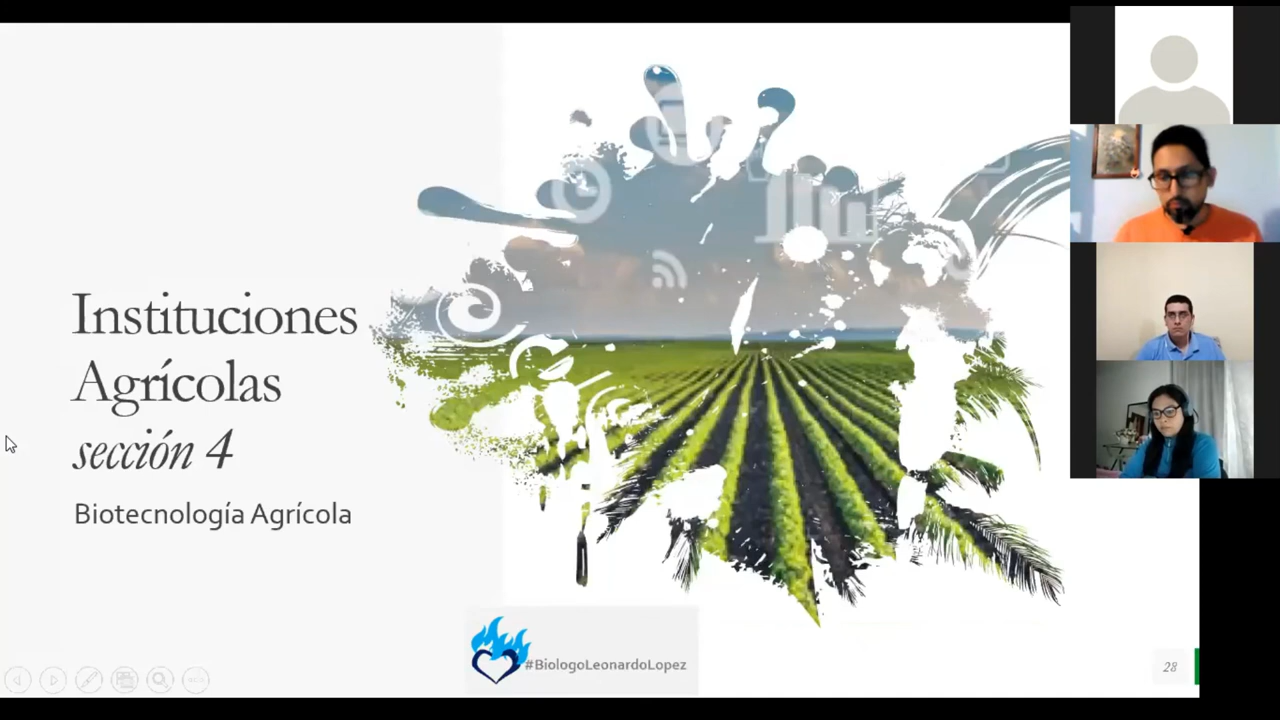 Instituciones
Agrícolas
sección 4
Biotecnología Agrícola
#BiologoLeonardoLopez
28